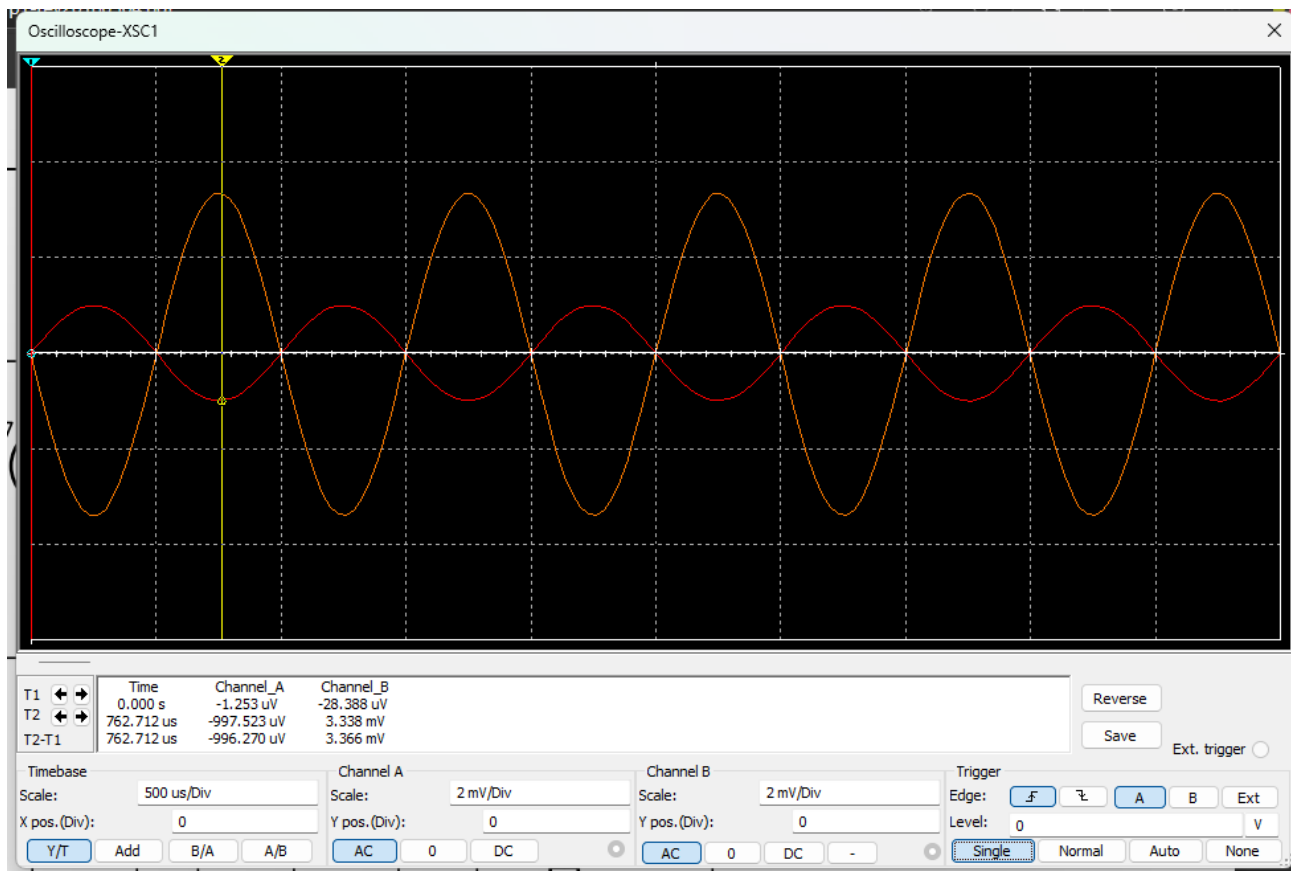 Oscilloscope-XSC1
1
2
Time Channel_A Channel_B
T1 0.000 s -1.253 uV -28.388 uV
T2 762.712 us -997.523 uV 3.338 mV
T2-T1 762.712 us -996.270 uV 3.366 mV
Reverse
Save
Ext. trigger
Timebase
Scale: 500 us/Div
X pos.(Div): 0
Y/T Add B/A A/B
Channel A
Scale: 2 mV/Div
Y pos.(Div): 0
AC 0 DC
Channel B
Scale: 2 mV/Div
Y pos.(Div): 0
AC 0 DC -
Trigger
Edge: A B Ext
Level: 0 V
Single Normal Auto None